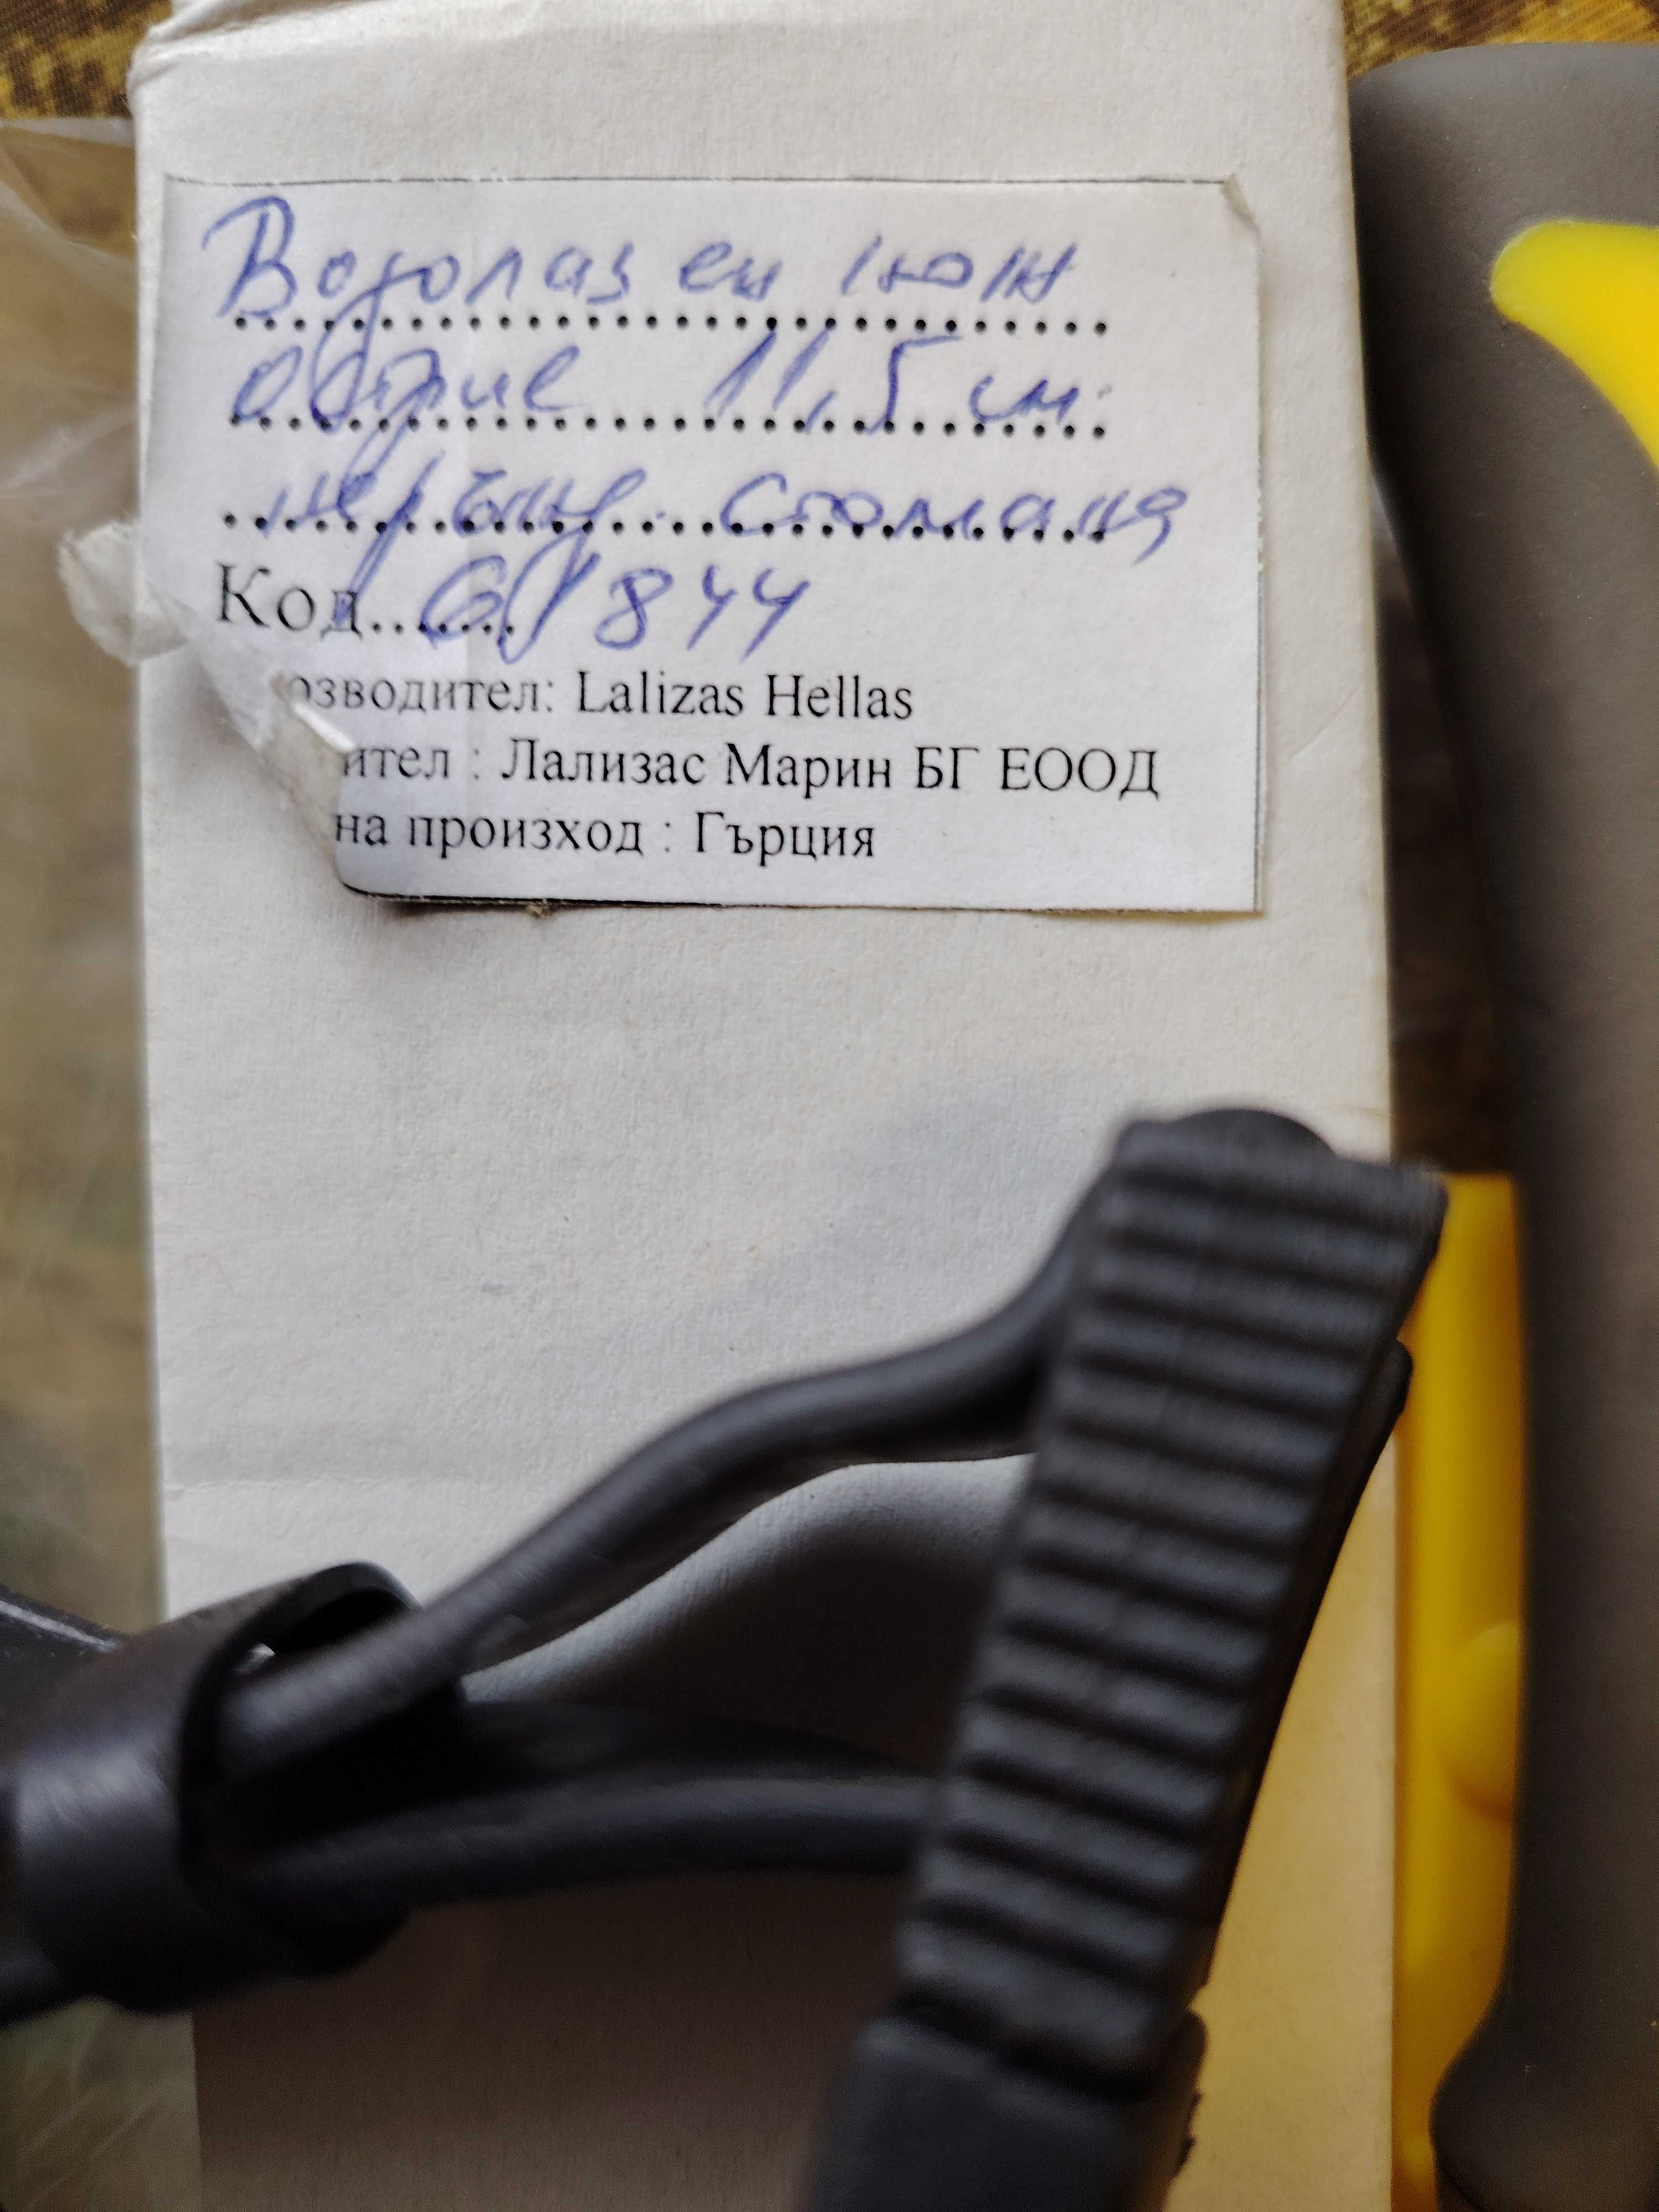 Водолазен нож
острие 11,5 см.
неръжд. стомана
Код....... 61844
озводител: Lalizas Hellas
ител : Лализас Марин БГ ЕООД
на произход : Гърция